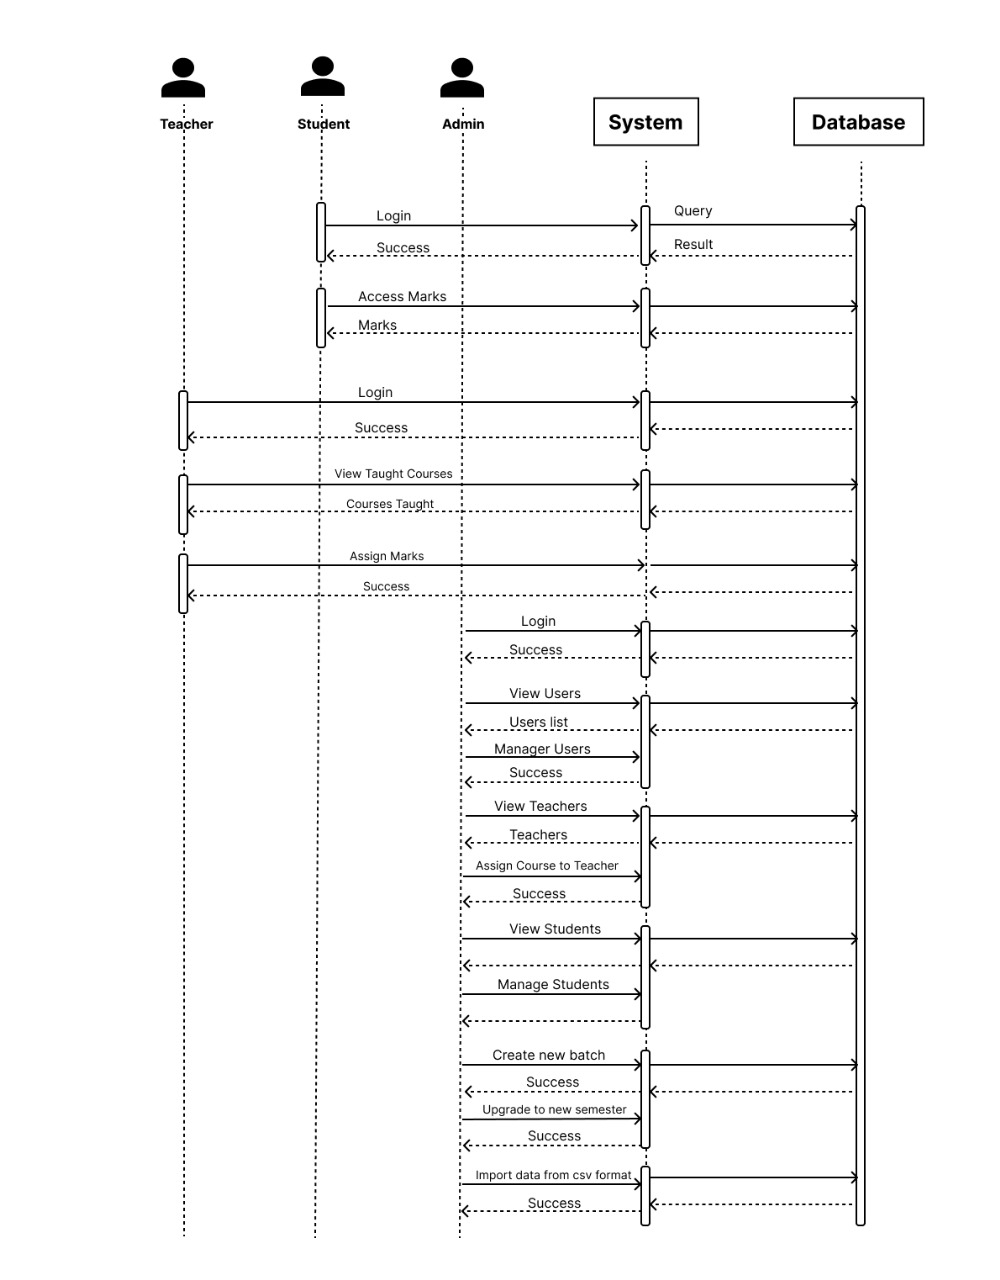 Teacher
Student
Admin
System
Database
Login
Query
Success
Result
Access Marks
Marks
Login
Success
View Taught Courses
Courses Taught
Assign Marks
Success
Login
Success
View Users
Users list
Manager Users
Success
View Teachers
Teachers
Assign Course to Teacher
Success
View Students
Manage Students
Create new batch
Success
Upgrade to new semester
Success
Import data from csv format
Success